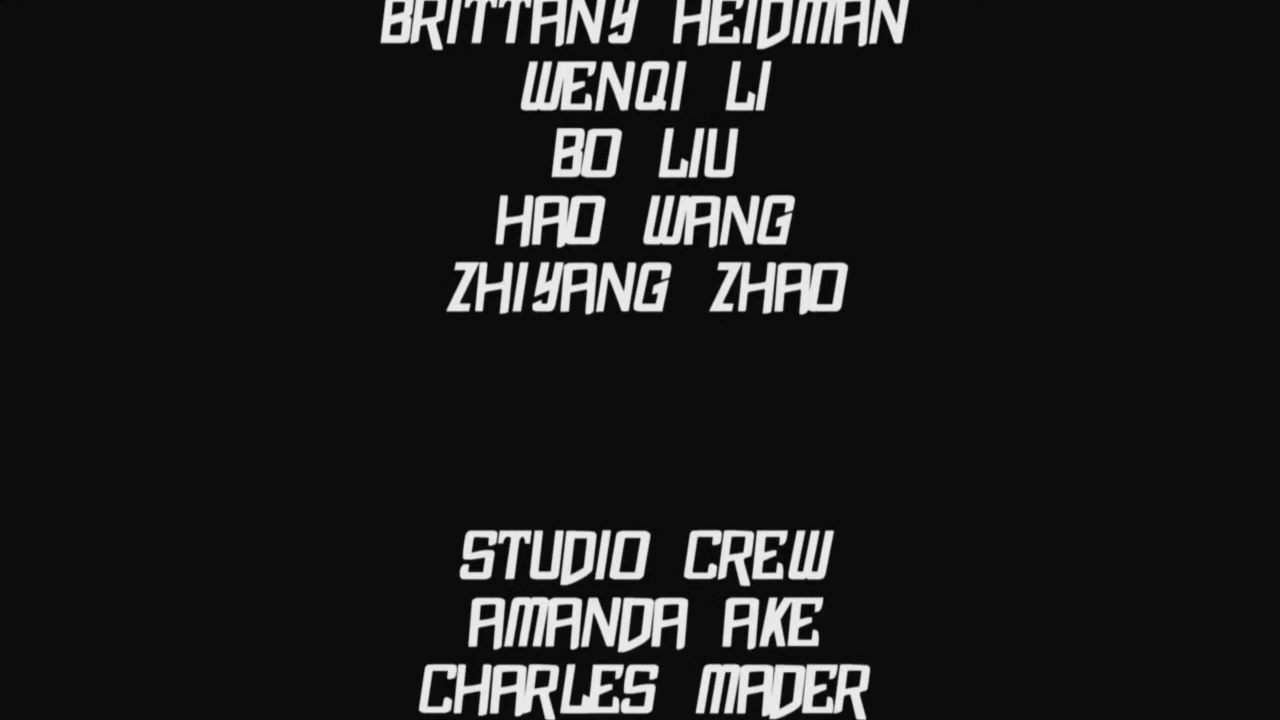 BRITTANY HEIDMAN
WENQI LI
BO LIU
HAO WANG
ZHIYANG ZHAO
STUDIO CREW
AMANDA AKE
CHARLES MADER